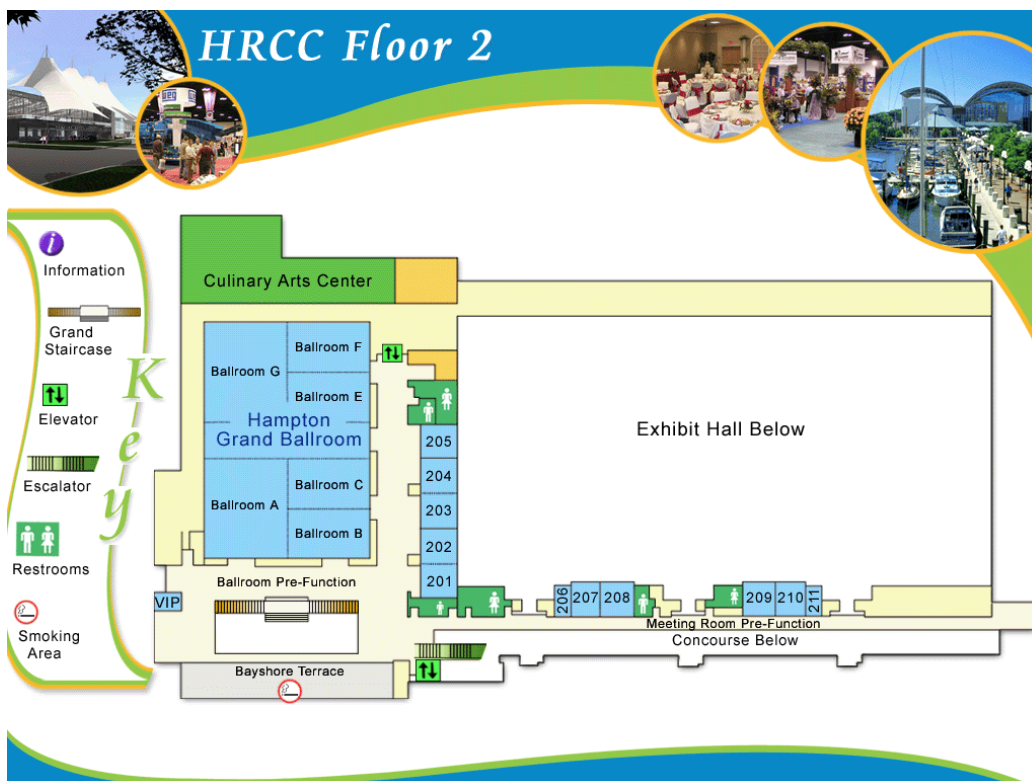 HRCC Floor 2
WEG
Information
Grand
Staircase
Elevator
Escalator
Restrooms
Smoking
Area
Key
Culinary Arts Center
Ballroom F
Ballroom G
Ballroom E
Hampton
Grand Ballroom
Ballroom C
Ballroom A
Ballroom B
205
204
203
202
201
Exhibit Hall Below
Ballroom Pre-Function
VIP
206
207
208
209
210
211
Meeting Room Pre-Function
Concourse Below
Bayshore Terrace